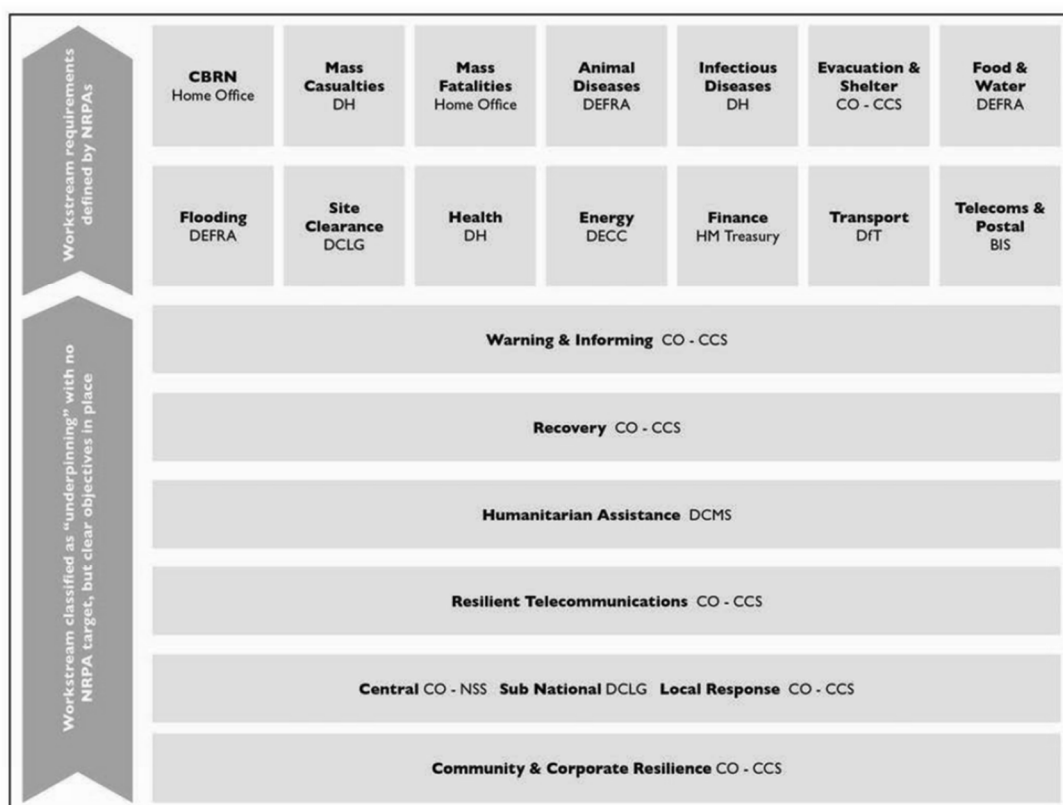 Workstream requirements
defined by NRPAs
CBRN
Home Office
Mass
Casualties
DH
Mass
Fatalities
Home Office
Animal
Diseases
DEFRA
Infectious
Diseases
DH
Evacuation &
Shelter
CO - CCS
Food &
Water
DEFRA
Flooding
DEFRA
Site
Clearance
DCLG
Health
DH
Energy
DECC
Finance
HM Treasury
Transport
DfT
Telecoms &
Postal
BIS
Workstream classified as “underpinning” with no
NRPA target, but clear objectives in place
Warning & Informing CO - CCS
Recovery CO - CCS
Humanitarian Assistance DCMS
Resilient Telecommunications CO - CCS
Central CO - NSS Sub National DCLG Local Response CO - CCS
Community & Corporate Resilience CO - CCS